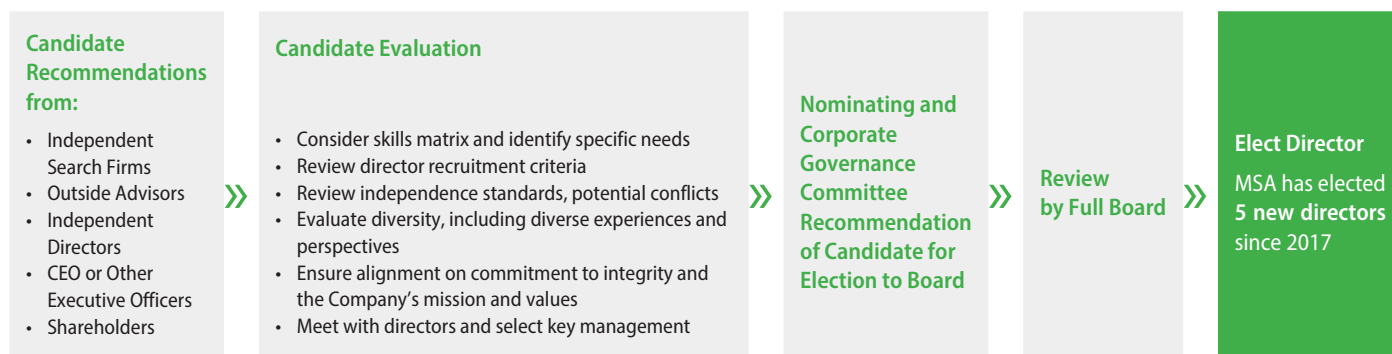 Candidate
Recommendations
from:
• Independent
Search Firms
• Outside Advisors
• Independent
Directors
• CEO or Other
Executive Officers
• Shareholders
Candidate Evaluation
• Consider skills matrix and identify specific needs
• Review director recruitment criteria
• Review independence standards, potential conflicts
• Evaluate diversity, including diverse experiences and
perspectives
• Ensure alignment on commitment to integrity and
the Company's mission and values
• Meet with directors and select key management
Nominating and
Corporate
Governance
Committee
Recommendation
of Candidate for
Election to Board
Review
by Full Board
Elect Director
MSA has elected
5 new directors
since 2017